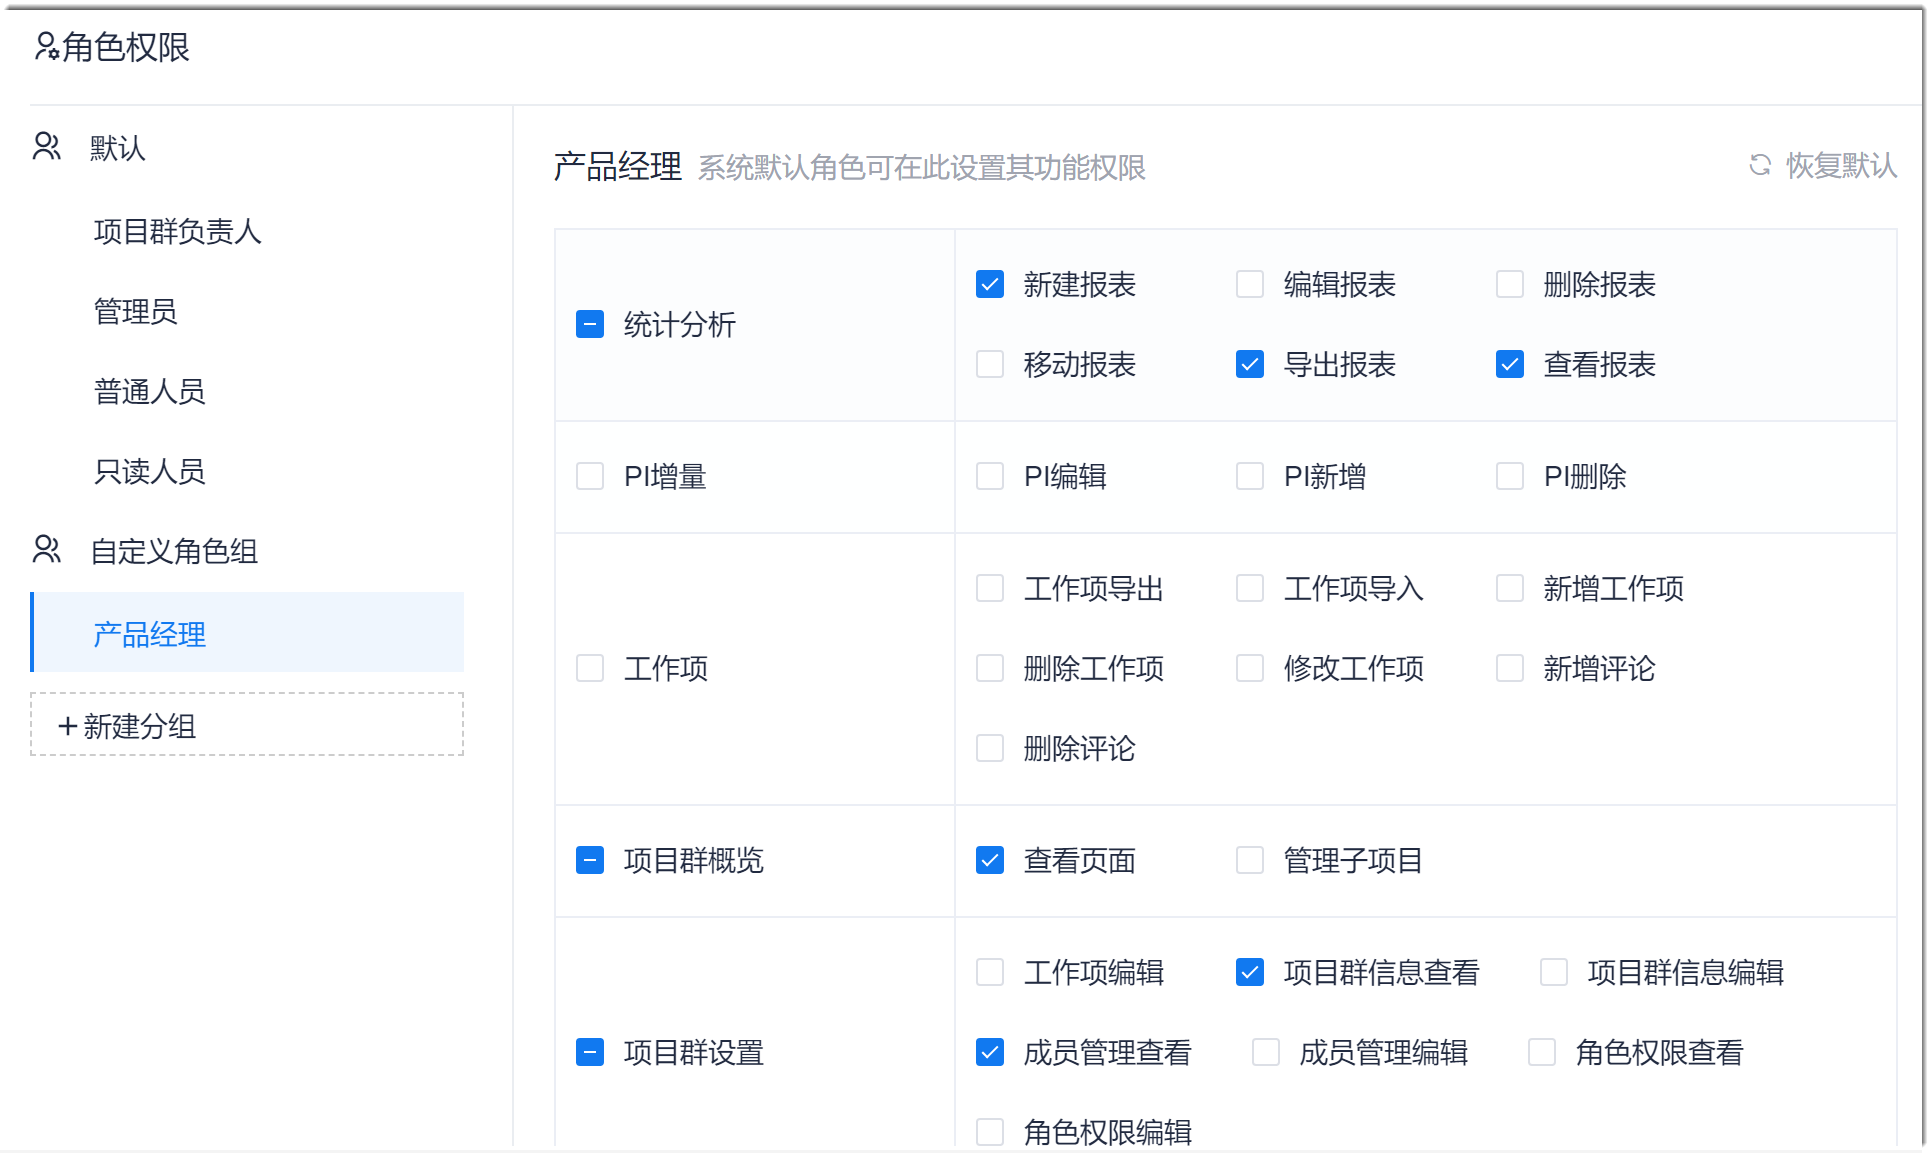 角色权限
默认
项目群负责人
管理员
普通人员
只读人员
自定义角色组
产品经理
+ 新建分组
产品经理 系统默认角色可在此设置其功能权限 恢复默认
统计分析
新建报表 编辑报表 删除报表
移动报表 导出报表 查看报表
PI增量
PI编辑 PI新增 PI删除
工作项
工作项导出 工作项导入 新增工作项
删除工作项 修改工作项 新增评论
删除评论
项目群概览
查看页面 管理子项目
项目群设置
工作项编辑 项目群信息查看 项目群信息编辑
成员管理查看 成员管理编辑 角色权限查看
角色权限编辑